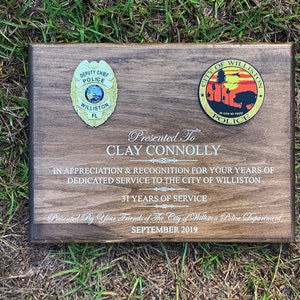 DEPUTY CHIEF
POLICE
WILLISTON
FL
CITY OF WILLISTON
POLICE
Presented To
CLAY CONNOLLY
IN APPRECIATION & RECOGNITION FOR YOUR YEARS OF
DEDICATED SERVICE TO THE CITY OF WILLISTON
31 YEARS OF SERVICE
Presented By Your Friends of The City of Williston Police Department
SEPTEMBER 2019